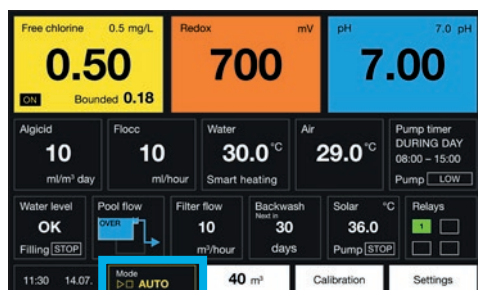 Free chlorine 0.5 mg/L Redox mV pH 7.0 pH
0.50 700 7.00
ON Bounded 0.18
Algicid Flocc Water Air Pump timer
10 10 30.0 °C 29.0 °C DURING DAY
08:00 – 15:00
ml/m³ day ml/hour Smart heating Pump LOW
Water level Pool flow Filter flow Backwash Solar °C Relays
Next in
OK OVER 10 30 36.0 1
Filling STOP m³/hour days Pump STOP
11:30 14.07. Mode 40 m³ Calibration Settings
AUTO